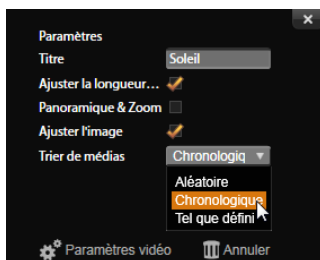 Paramètres
Titre Soleil
Ajuster la longueur...
Panoramique & Zoom
Ajuster l'image
Trier de médias Chronologiq
Aléatoire
Chronologique
Tel que défini
Paramètres vidéo Annuler